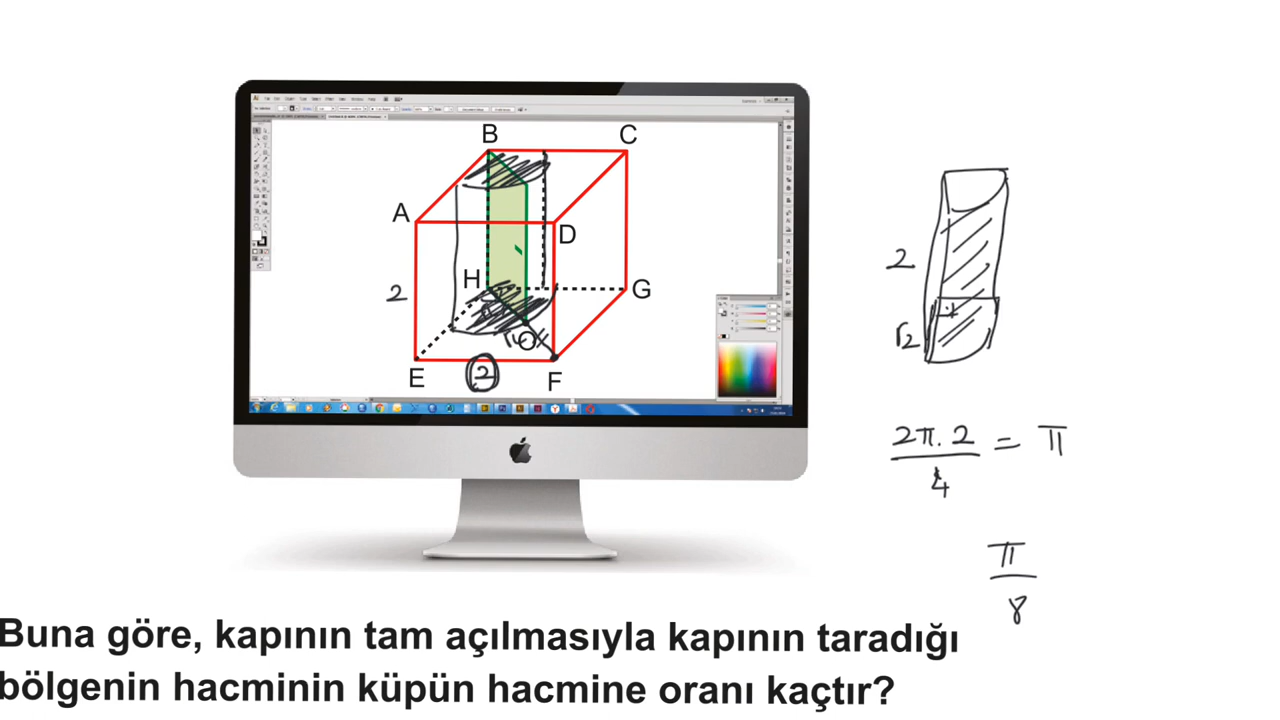 B
C
A
D
H
G
2
O
√2
E
2
F
2
√2
2π.2
4
= π
π
8
Buna göre, kapının tam açılmasıyla kapının taradığı
bölgenin hacminin küpün hacmine oranı kaçtır?